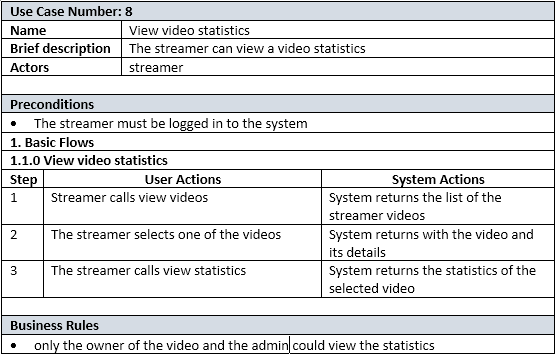 Use Case Number: 8
Name View video statistics
Brief description The streamer can view a video statistics
Actors streamer
Preconditions
• The streamer must be logged in to the system
1. Basic Flows
1.1.0 View video statistics
Step User Actions System Actions
1 Streamer calls view videos System returns the list of the
streamer videos
2 The streamer selects one of the videos System returns with the video and
its details
3 The streamer calls view statistics System returns the statistics of the
selected video
Business Rules
• only the owner of the video and the admin could view the statistics